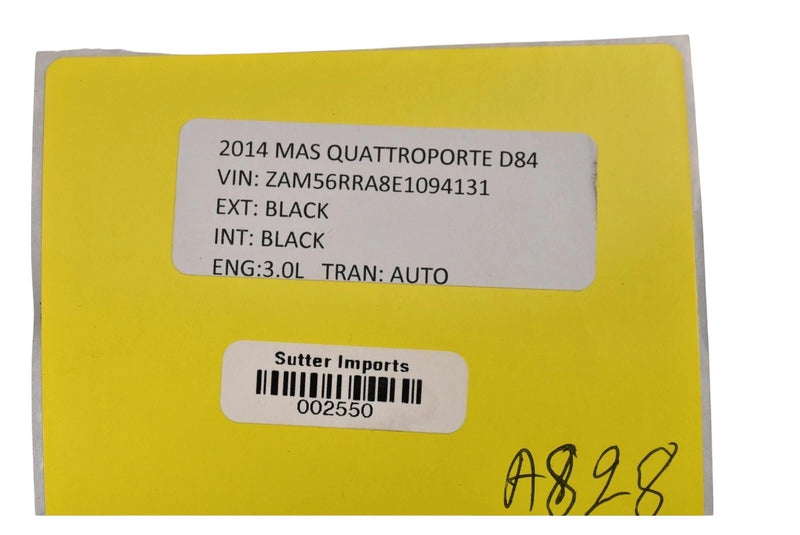 2014 MAS QUATTROPORTE D84
VIN: ZAM56RRA8E1094131
EXT: BLACK
INT: BLACK
ENG:3.0L TRAN: AUTO
Sutter Imports
002550
A828